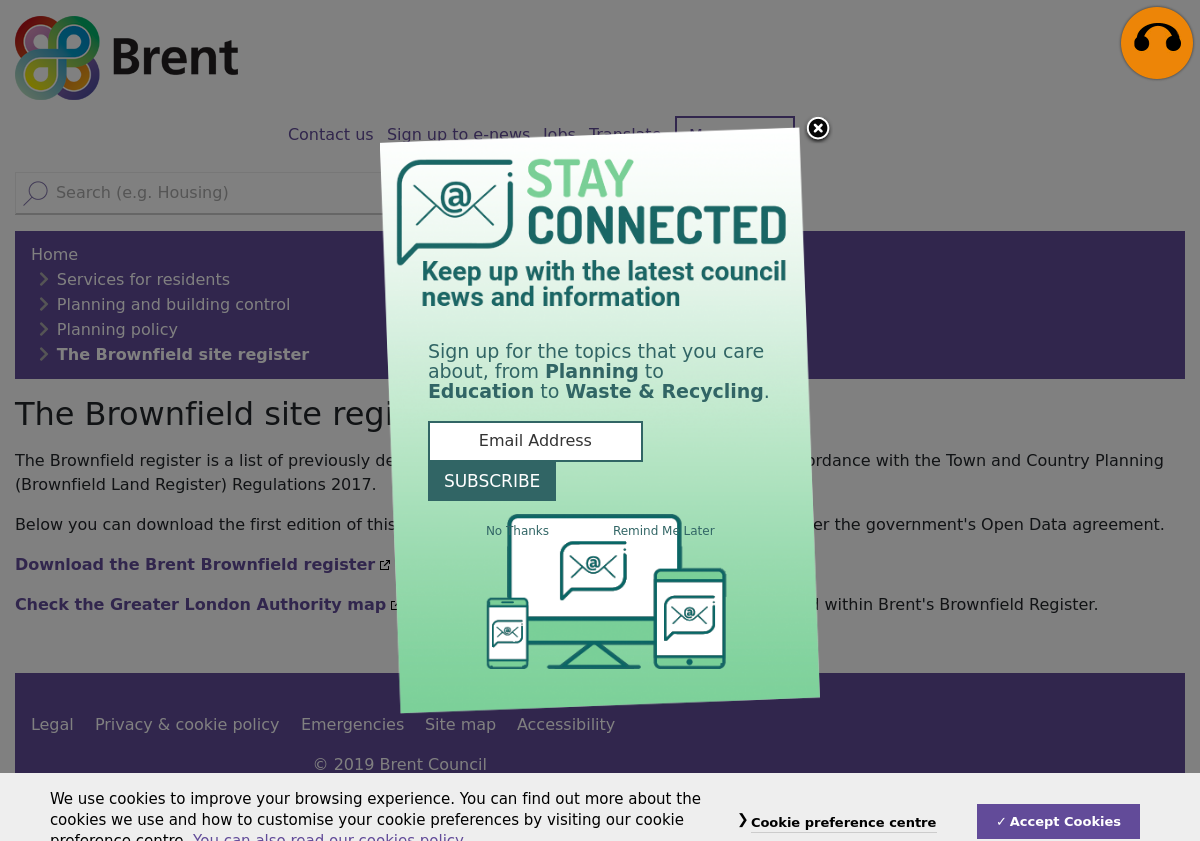 Brent
Contact us Sign up to e-news Jobs Translate
Search (e.g. Housing)
Home
Services for residents
Planning and building control
Planning policy
The Brownfield site register
The Brownfield site regi
The Brownfield register is a list of previously de ordance with the Town and Country Planning
(Brownfield Land Register) Regulations 2017.
Below you can download the first edition of this er the government's Open Data agreement.
Download the Brent Brownfield register
Check the Greater London Authority map within Brent's Brownfield Register.
STAY
CONNECTED
Keep up with the latest council
news and information
Sign up for the topics that you care
about, from Planning to
Education to Waste & Recycling.
Email Address
SUBSCRIBE
No Thanks Remind Me Later
@
@
@
@
Legal Privacy & cookie policy Emergencies Site map Accessibility
© 2019 Brent Council
We use cookies to improve your browsing experience. You can find out more about the
cookies we use and how to customise your cookie preferences by visiting our cookie
preference centre. You can also read our cookies policy
❯ Cookie preference centre
✓ Accept Cookies